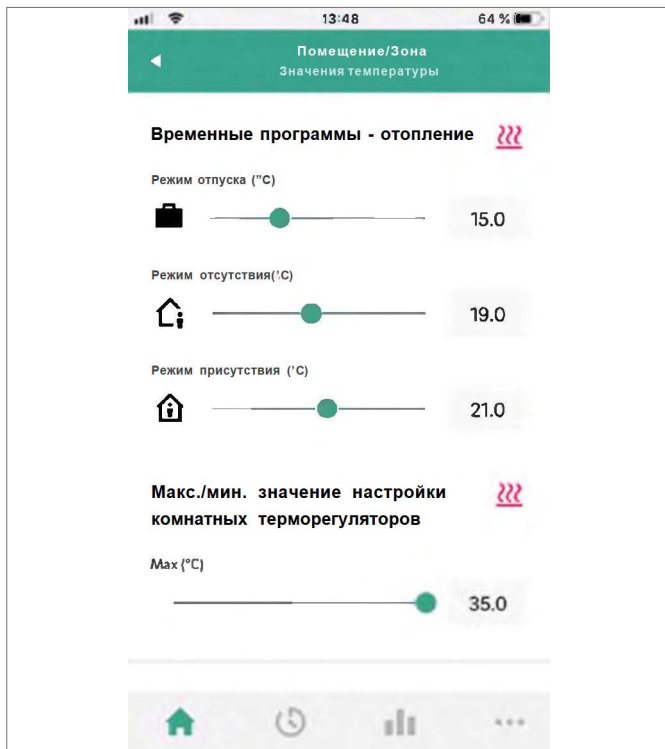 13:48 64 %
Помещение/Зона
Значения температуры
Временные программы - отопление
Режим отпуска ("C)
15.0
Режим отсутствия('C)
19.0
Режим присутствия ('C)
21.0
Макс./мин. значение настройки
комнатных терморегуляторов
Max (°C)
35.0